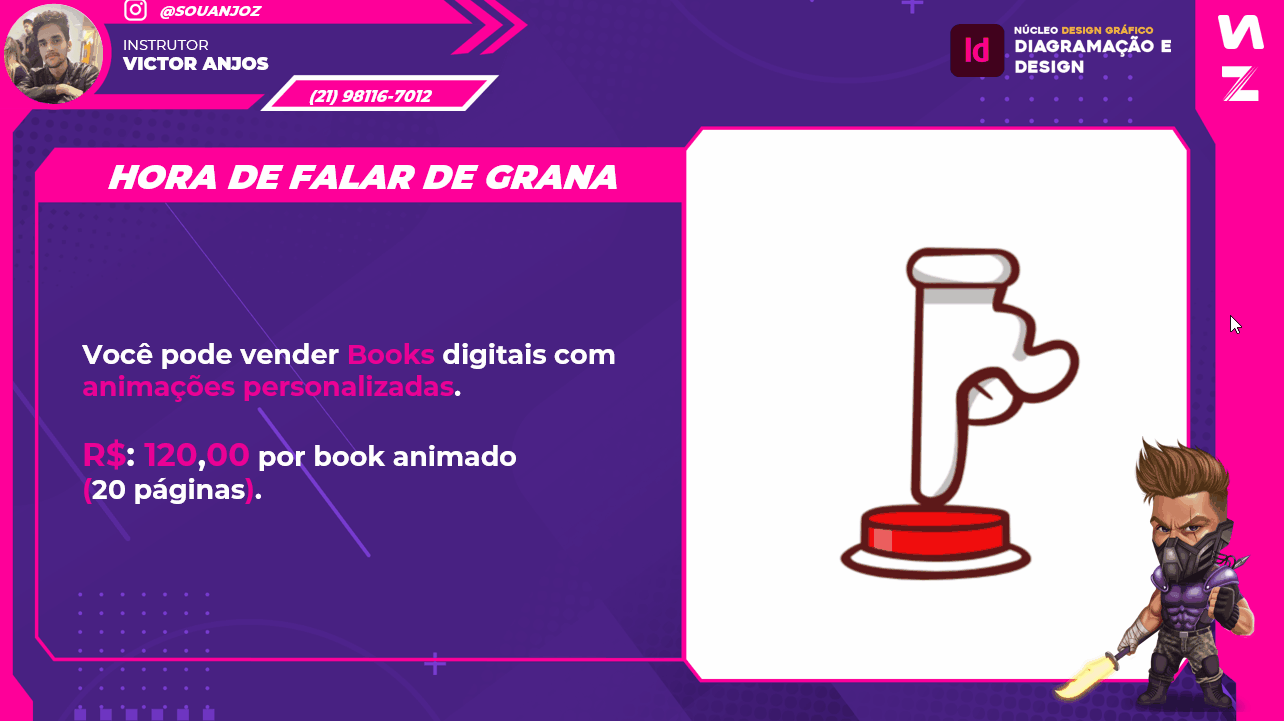 @SOUANJOZ
INSTRUTOR
VICTOR ANJOS
(21) 98116-7012
Id
NÚCLEO DESIGN GRÁFICO
DIAGRAMAÇÃO E
DESIGN
HORA DE FALAR DE GRANA
Você pode vender Books digitais com
animações personalizadas.
R$: 120,00 por book animado
(20 páginas).